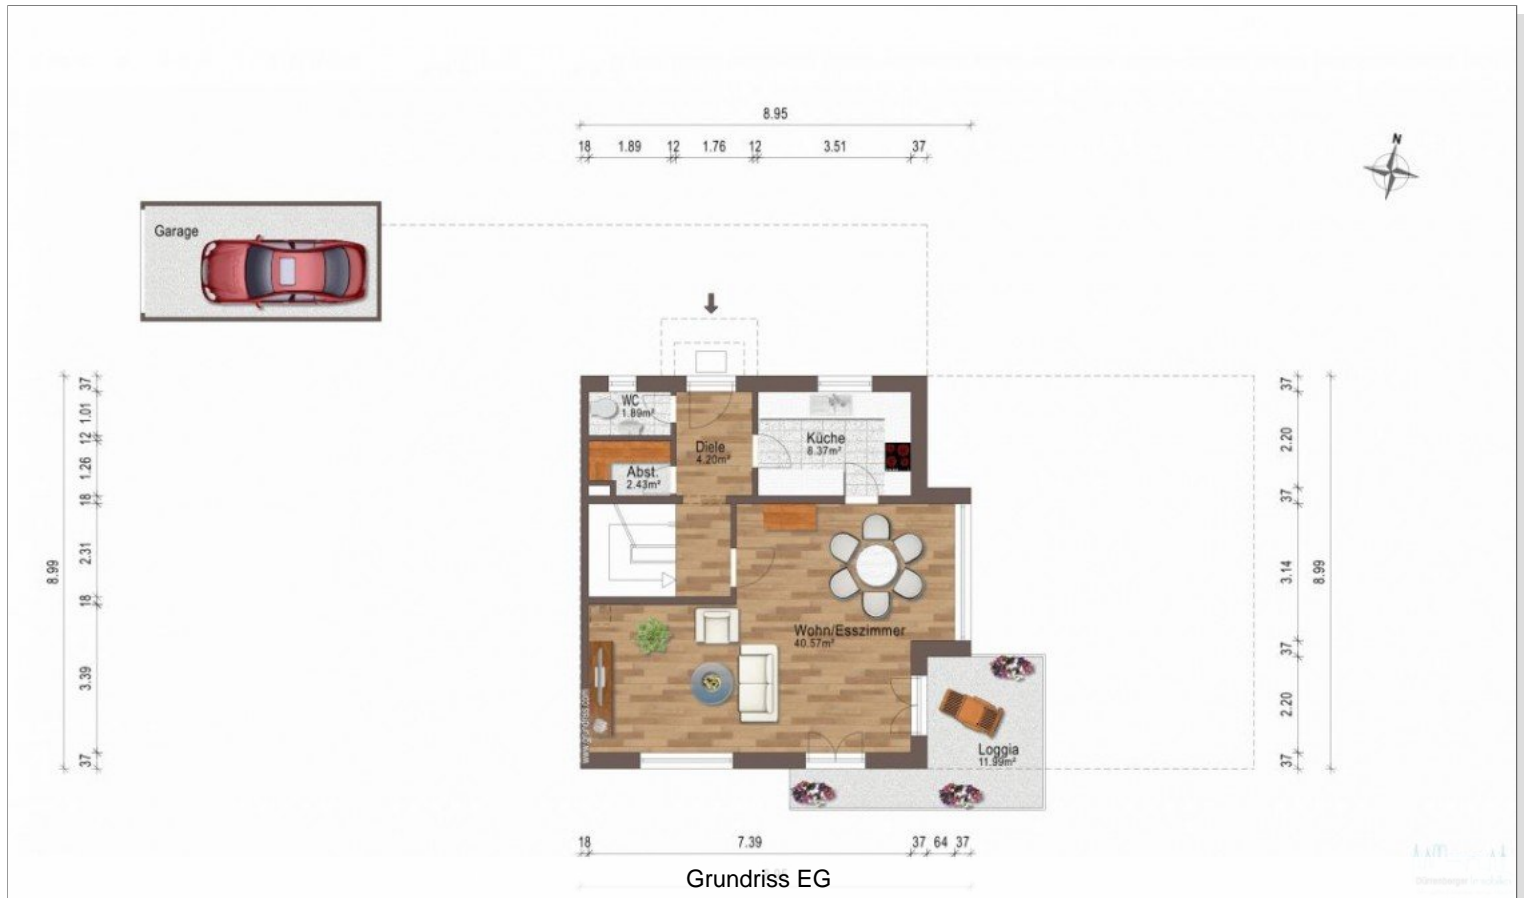 8.95
18 1.89 12 1.76 12 3.51 37
N
Garage
WC
1.89m²
Diele
4.20m²
Küche
8.37m²
Abst.
2.43m²
Wohn/Esszimmer
40.57m²
Loggia
11.99m²
www.grundriss.com
8.99
37
1.01
12
1.26
18
2.31
18
3.39
37
37
2.20
37
3.14
37
2.20
37
8.99
18 7.39 37 64 37
Grundriss EG